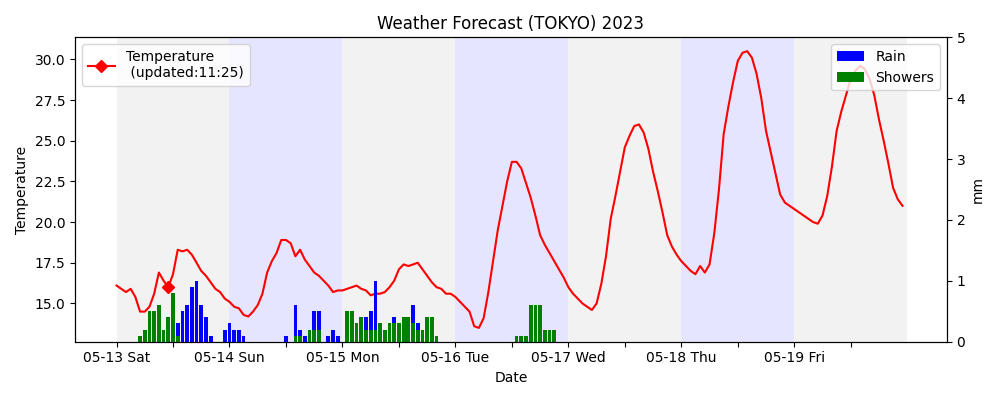 Weather Forecast (TOKYO) 2023
Temperature
(updated:11:25)
Rain
Showers
30.0
27.5
25.0
22.5
20.0
17.5
15.0
Temperature
5
4
3
2
1
0
mm
05-13 Sat
05-14 Sun
05-15 Mon
05-16 Tue
05-17 Wed
05-18 Thu
05-19 Fri
Date